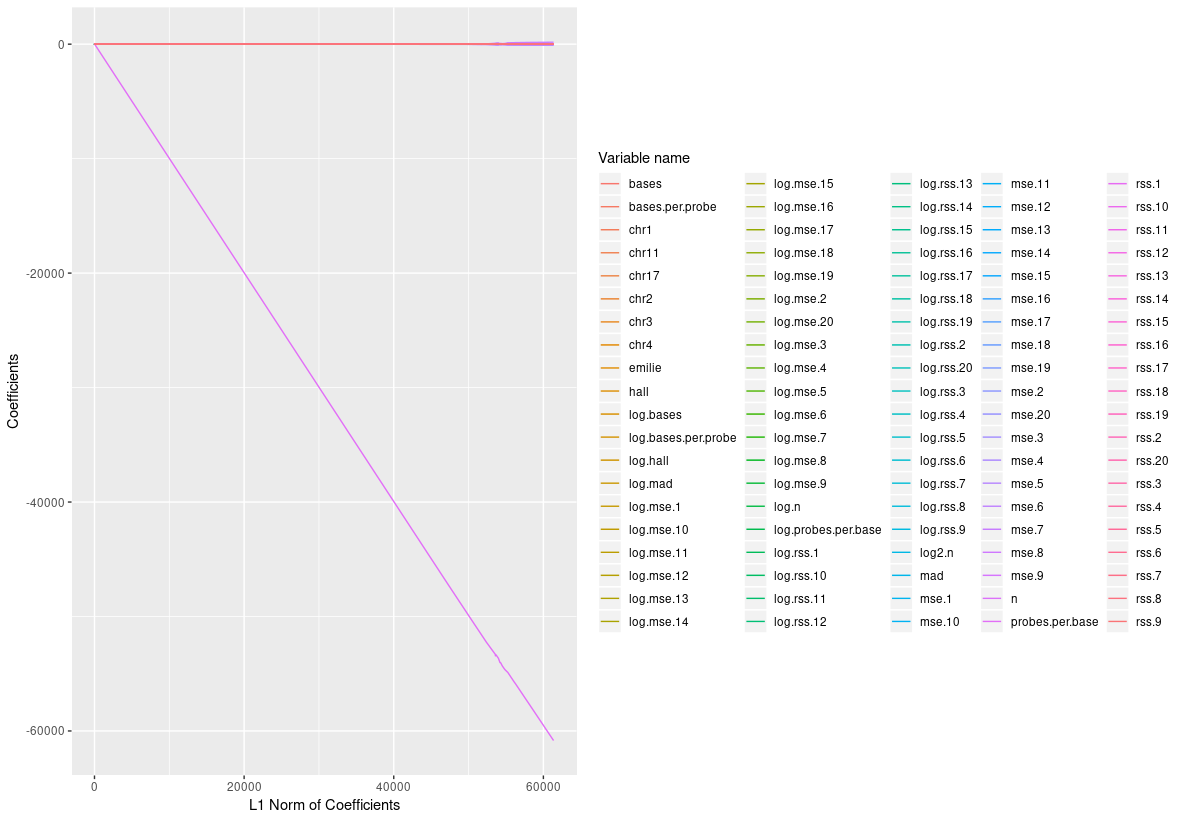 0
-20000
-40000
-60000
Coefficients
0 20000 40000 60000
L1 Norm of Coefficients
Variable name
bases log.mse.15 log.rss.13 mse.11 rss.1
bases.per.probe log.mse.16 log.rss.14 mse.12 rss.10
chr1 log.mse.17 log.rss.15 mse.13 rss.11
chr11 log.mse.18 log.rss.16 mse.14 rss.12
chr17 log.mse.19 log.rss.17 mse.15 rss.13
chr2 log.mse.2 log.rss.18 mse.16 rss.14
chr3 log.mse.20 log.rss.19 mse.17 rss.15
chr4 log.mse.3 log.rss.2 mse.18 rss.16
emilie log.mse.4 log.rss.20 mse.19 rss.17
hall log.mse.5 log.rss.3 mse.2 rss.18
log.bases log.mse.6 log.rss.4 mse.20 rss.19
log.bases.per.probe log.mse.7 log.rss.5 mse.3 rss.2
log.hall log.mse.8 log.rss.6 mse.4 rss.20
log.mad log.mse.9 log.rss.7 mse.5 rss.3
log.mse.1 log.n log.rss.8 mse.6 rss.4
log.mse.10 log.probes.per.base log.rss.9 mse.7 rss.5
log.mse.11 log.rss.1 log2.n mse.8 rss.6
log.mse.12 log.rss.10 mad mse.9 rss.7
log.mse.13 log.rss.11 mse.1 n rss.8
log.mse.14 log.rss.12 mse.10 probes.per.base rss.9